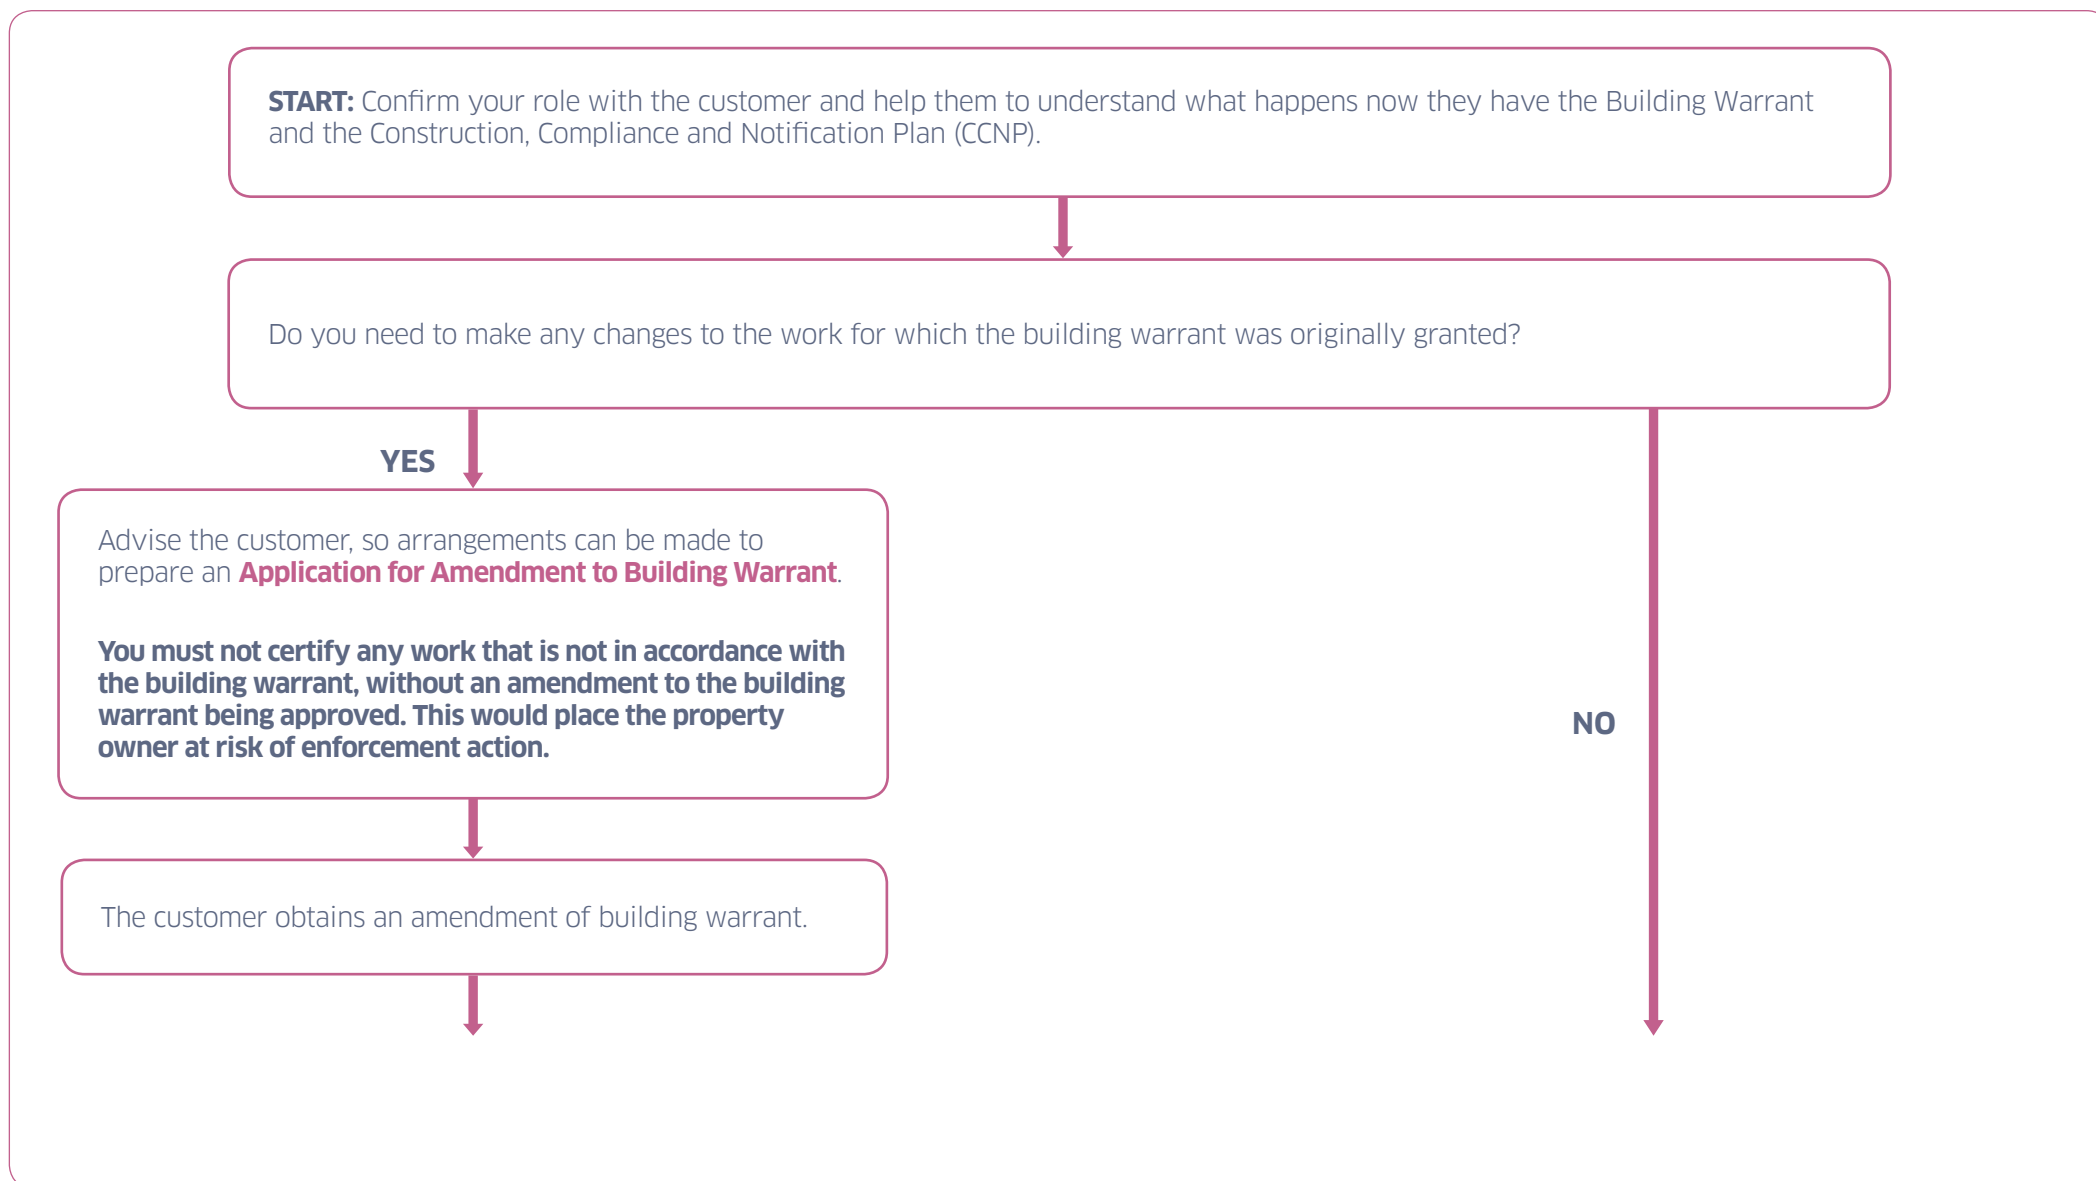 START: Confirm your role with the customer and help them to understand what happens now they have the Building Warrant
and the Construction, Compliance and Notification Plan (CCNP).
Do you need to make any changes to the work for which the building warrant was originally granted?
YES
Advise the customer, so arrangements can be made to
prepare an Application for Amendment to Building Warrant.
You must not certify any work that is not in accordance with
the building warrant, without an amendment to the building
warrant being approved. This would place the property
owner at risk of enforcement action.
NO
The customer obtains an amendment of building warrant.